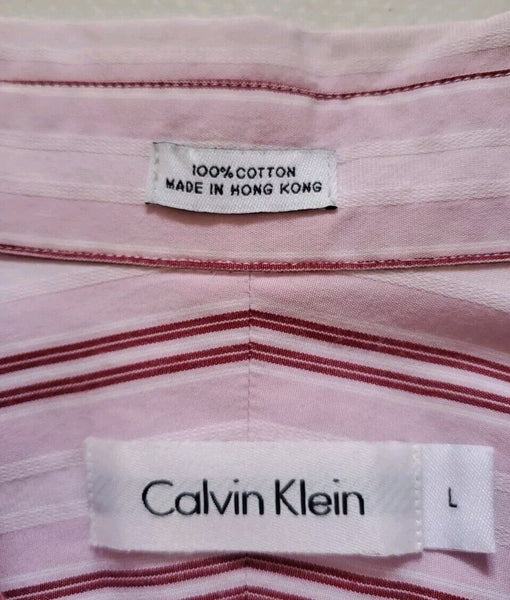 100% COTTON
MADE IN HONG KONG
Calvin Klein
L